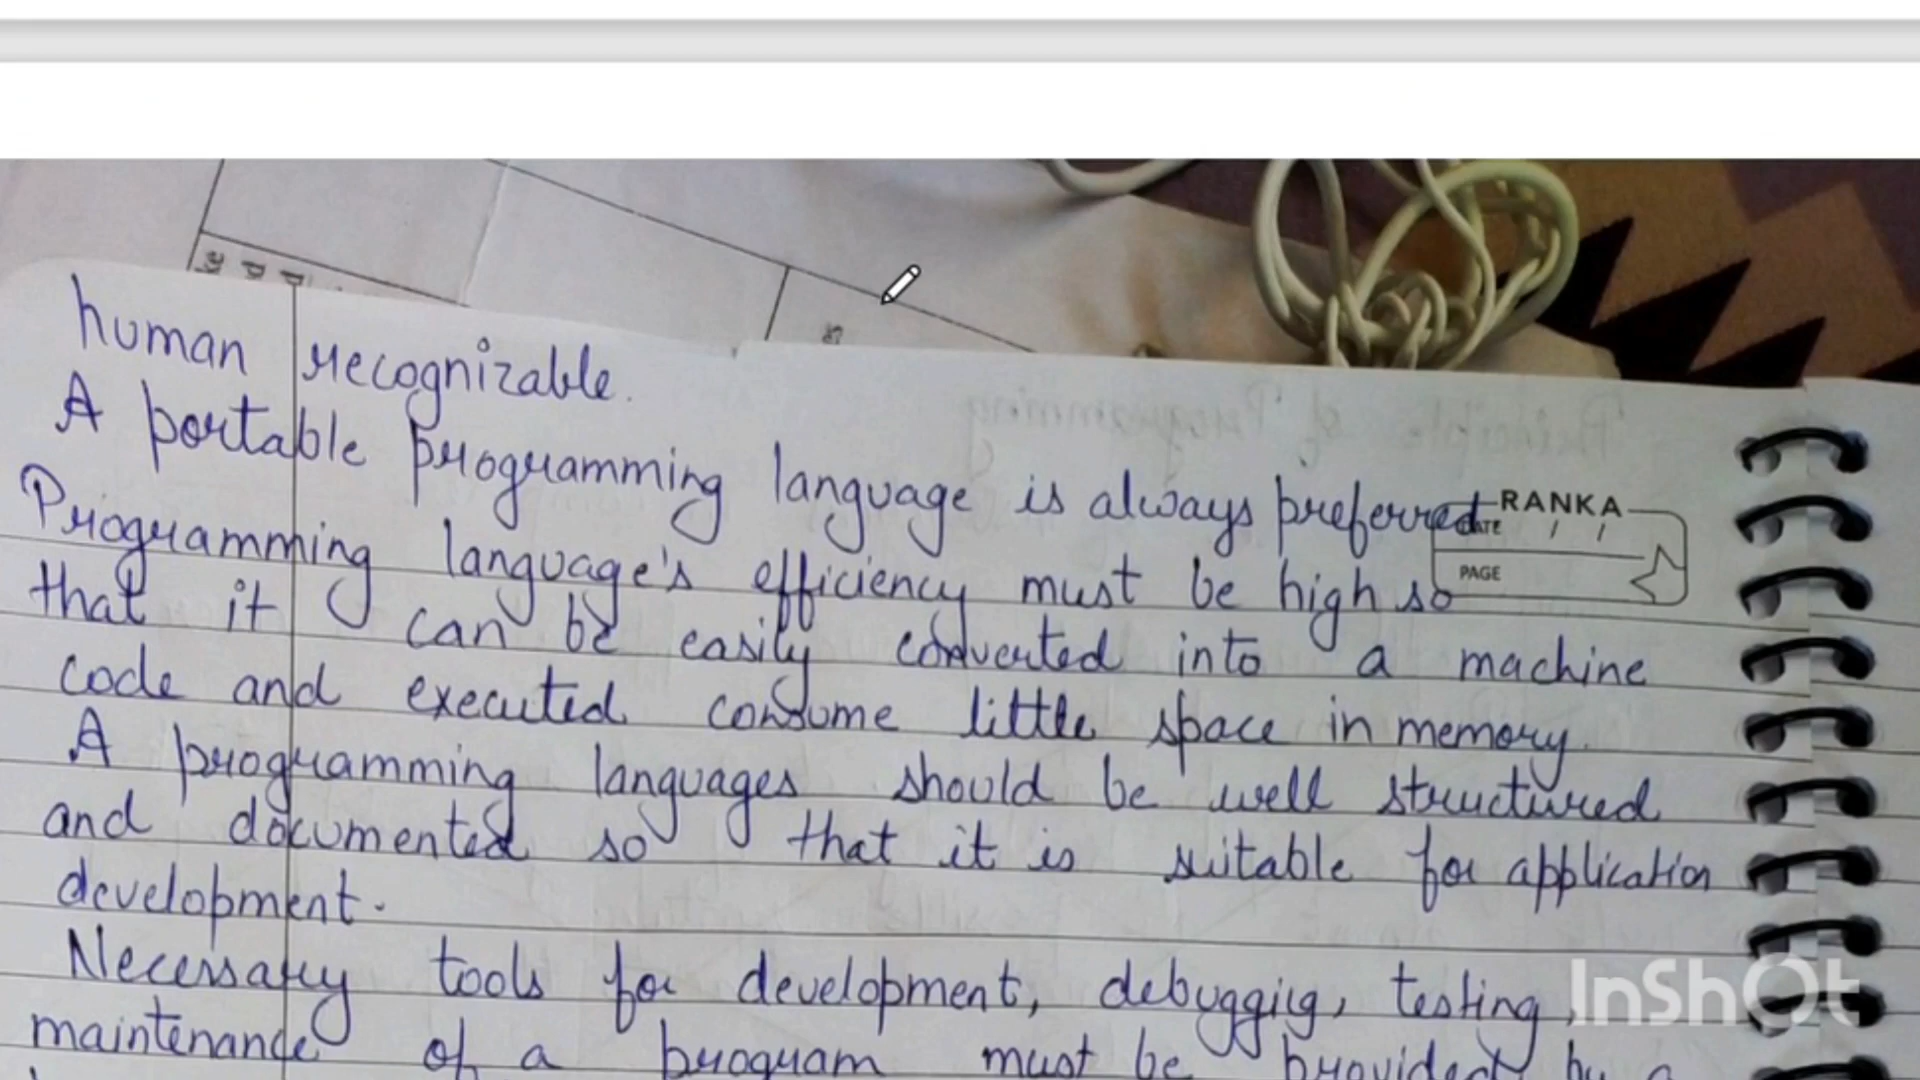 human recognizable.
A portable programming language is always preferred
RANKA
DATE / /
PAGE
Programming language's efficiency must be high so
that it can be easily converted into a machine
code and executed consume little space in memory.
A programming languages should be well structured
and documented so that it is suitable for application
development.
Necessary tools for development, debuggig, testing,
maintenance of a program must be provided by a
InShOt